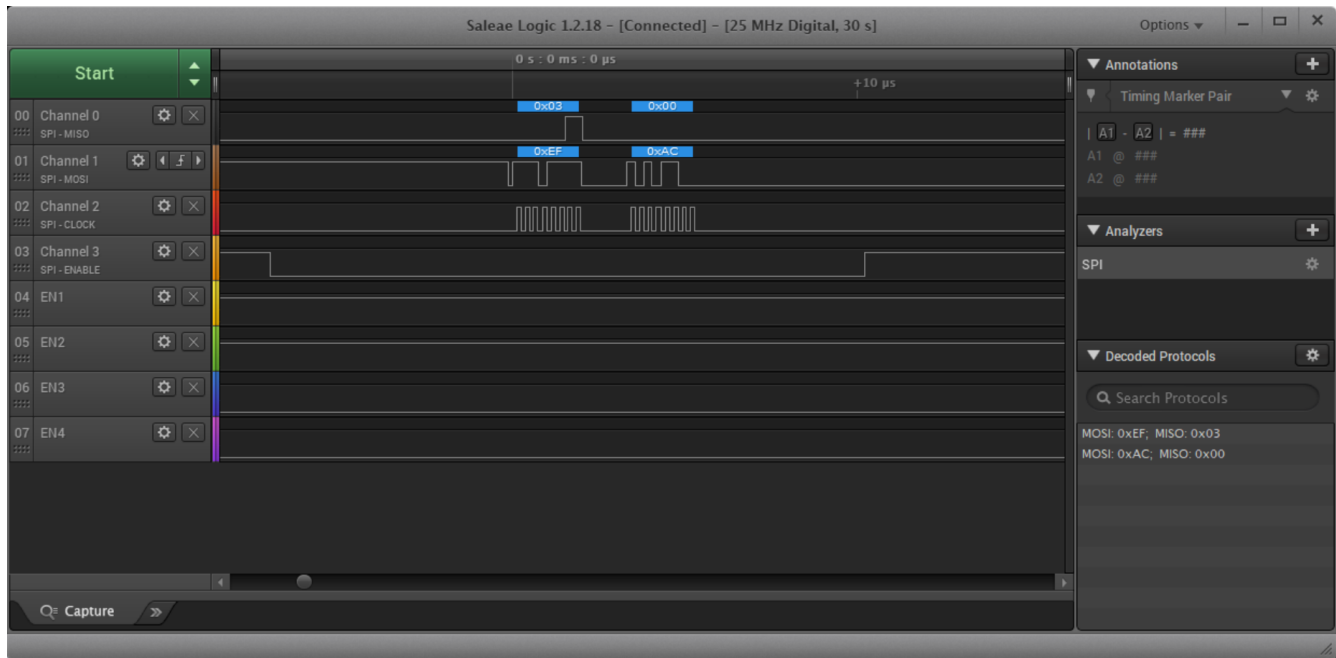 Saleae Logic 1.2.18 - [Connected] - [25 MHz Digital, 30 s]
Options
Start
0 s : 0 ms : 0 µs
+10 µs
00 Channel 0
SPI - MISO
0x03 0x00
01 Channel 1
SPI - MOSI
0xEF 0xAC
02 Channel 2
SPI - CLOCK
03 Channel 3
SPI - ENABLE
04 EN1
05 EN2
06 EN3
07 EN4
Capture
Annotations
Timing Marker Pair
| A1 - A2 | = ###
A1 @ ###
A2 @ ###
Analyzers
SPI
Decoded Protocols
Search Protocols
MOSI: 0xEF; MISO: 0x03
MOSI: 0xAC; MISO: 0x00